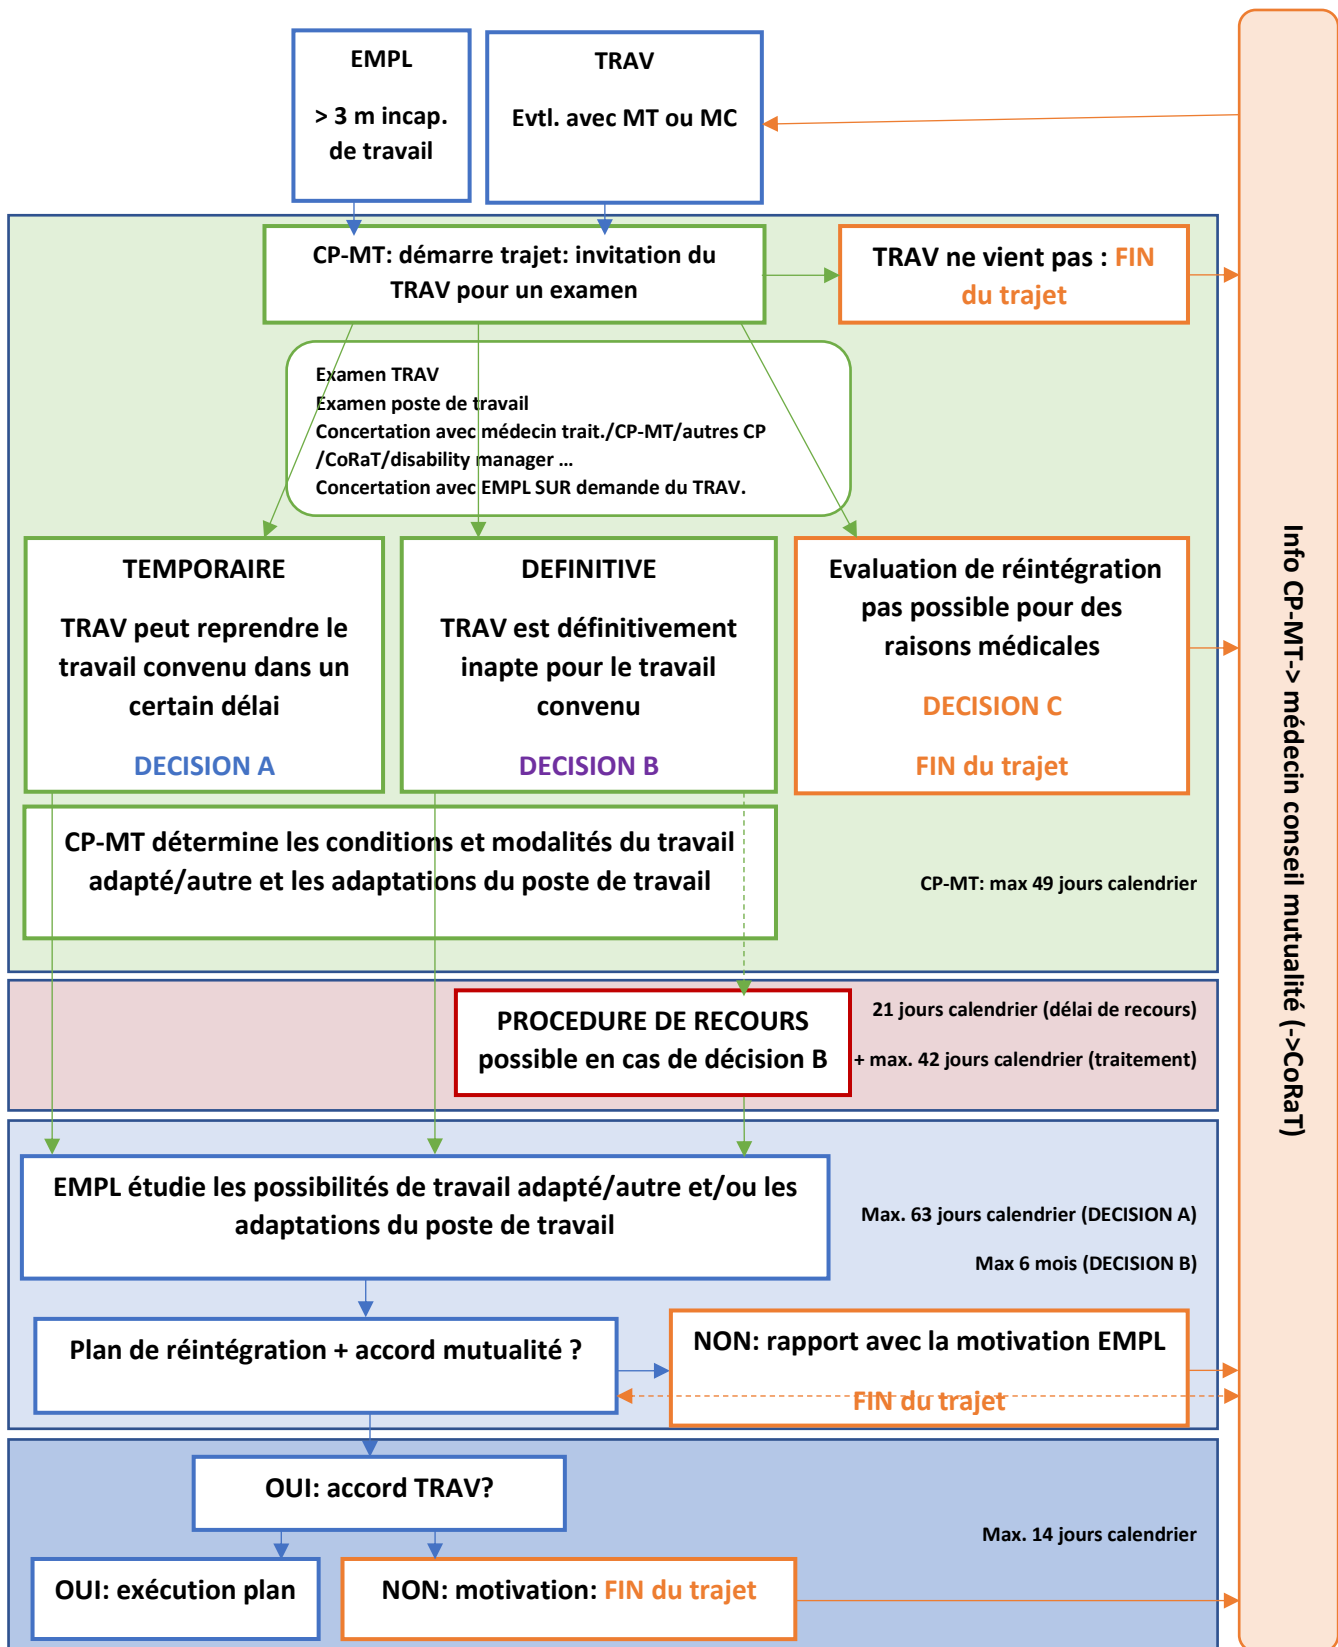 EMPL
> 3 m incap.
de travail
TRAV
Evtl. avec MT ou MC
CP-MT: démarre trajet: invitation du
TRAV pour un examen
TRAV ne vient pas : FIN
du trajet
Examen TRAV
Examen poste de travail
Concertation avec médecin trait./CP-MT/autres CP
/CoRaT/disability manager ...
Concertation avec EMPL SUR demande du TRAV.
TEMPORAIRE
TRAV peut reprendre le
travail convenu dans un
certain délai
DECISION A
DEFINITIVE
TRAV est définitivement
inapte pour le travail
convenu
DECISION B
Evaluation de réintégration
pas possible pour des
raisons médicales
DECISION C
FIN du trajet
CP-MT détermine les conditions et modalités du travail
adapté/autre et les adaptations du poste de travail
CP-MT: max 49 jours calendrier
PROCEDURE DE RECOURS
possible en cas de décision B
21 jours calendrier (délai de recours)
+ max. 42 jours calendrier (traitement)
EMPL étudie les possibilités de travail adapté/autre et/ou les
adaptations du poste de travail
Max. 63 jours calendrier (DECISION A)
Max 6 mois (DECISION B)
Plan de réintégration + accord mutualité ?
NON: rapport avec la motivation EMPL
FIN du trajet
OUI: accord TRAV?
Max. 14 jours calendrier
OUI: exécution plan
NON: motivation: FIN du trajet
Info CP-MT-> médecin conseil mutualité (->CoRaT)